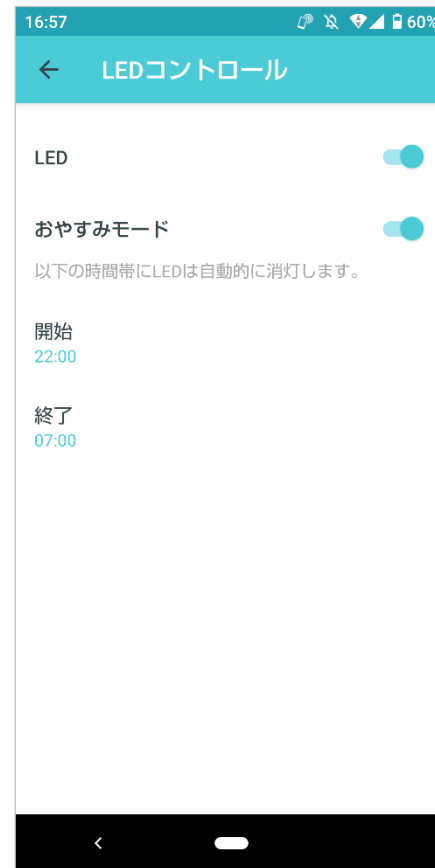 16:57 60%
LEDコントロール
LED
おやすみモード
以下の時間帯にLEDは自動的に消灯します。
開始
22:00
終了
07:00